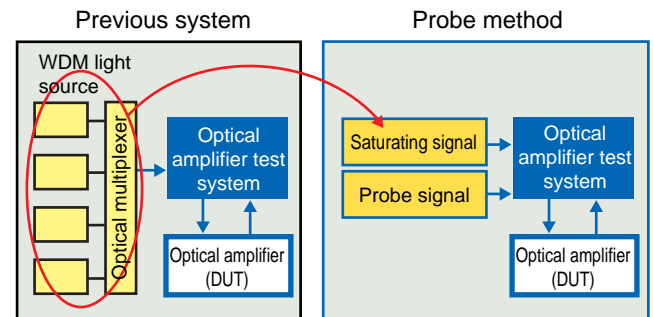 Previous system
WDM light
source
Optical multiplexer
Optical
amplifier test
system
Optical amplifier
(DUT)
Probe method
Saturating signal
Probe signal
Optical
amplifier test
system
Optical amplifier
(DUT)